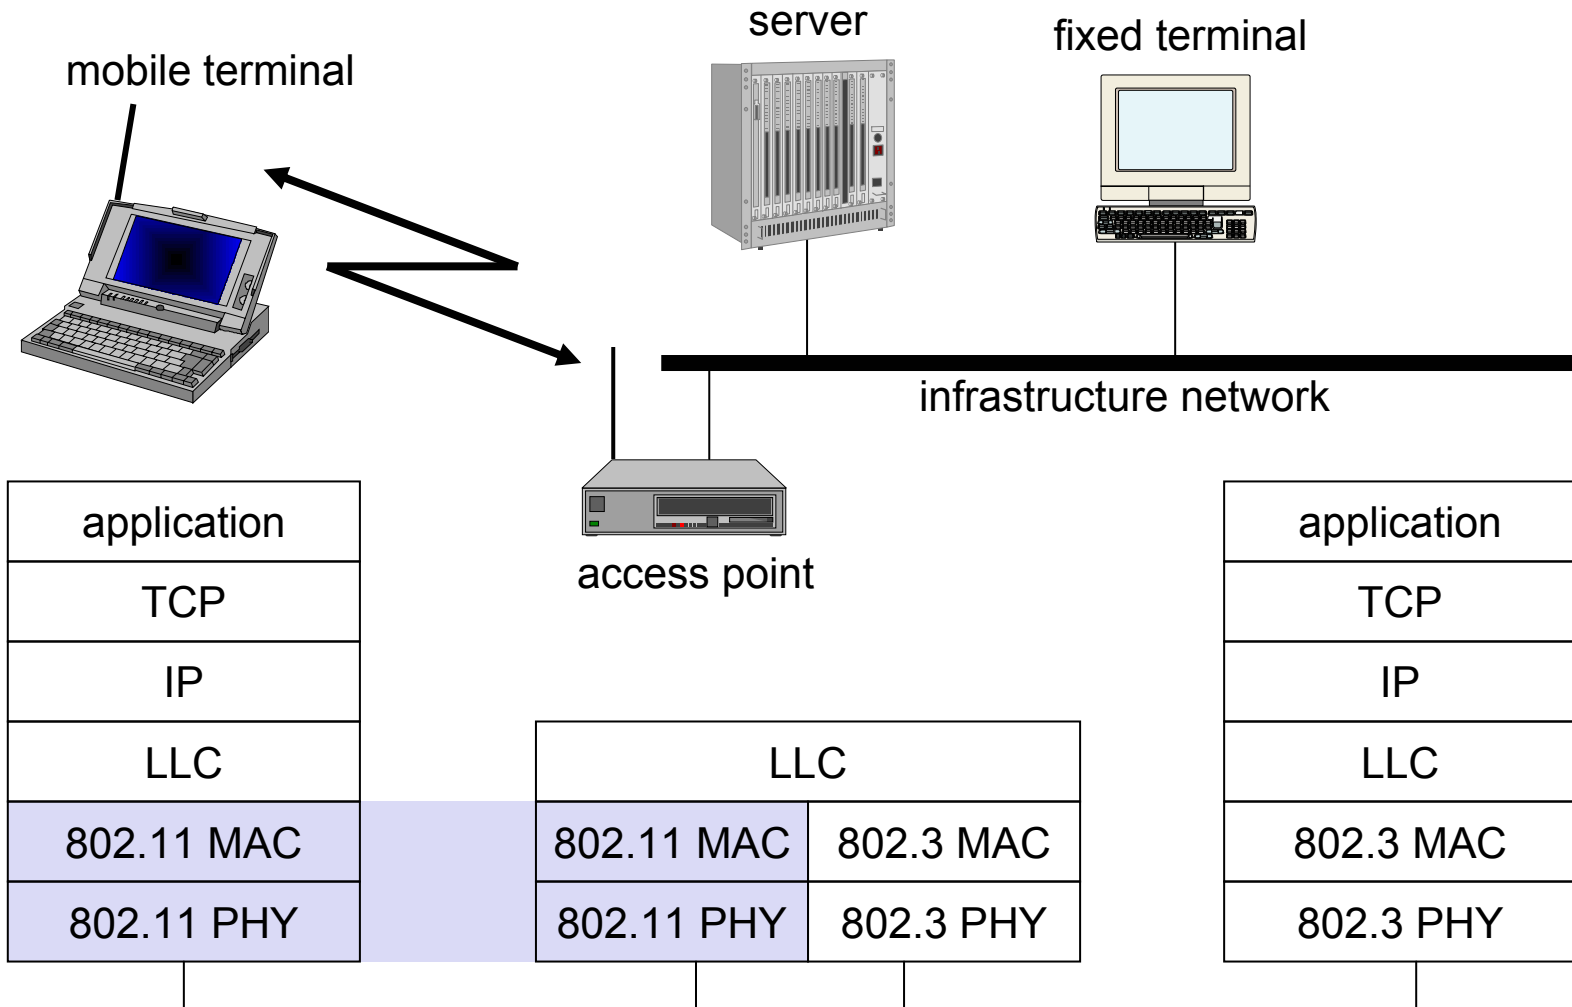 server
fixed terminal
mobile terminal
infrastructure network
access point
application
TCP
IP
LLC
802.11 MAC
802.11 PHY
LLC
802.11 MAC
802.3 MAC
802.11 PHY
802.3 PHY
application
TCP
IP
LLC
802.3 MAC
802.3 PHY